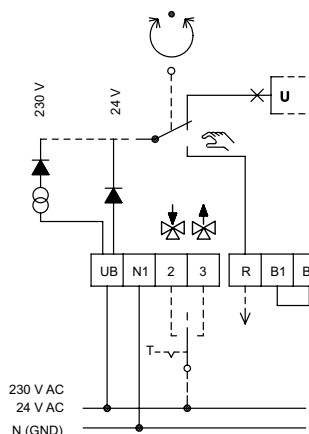 230 V
24 V
U
UB N1 2 3 R B1 B
T
230 V AC
24 V AC
N (GND)